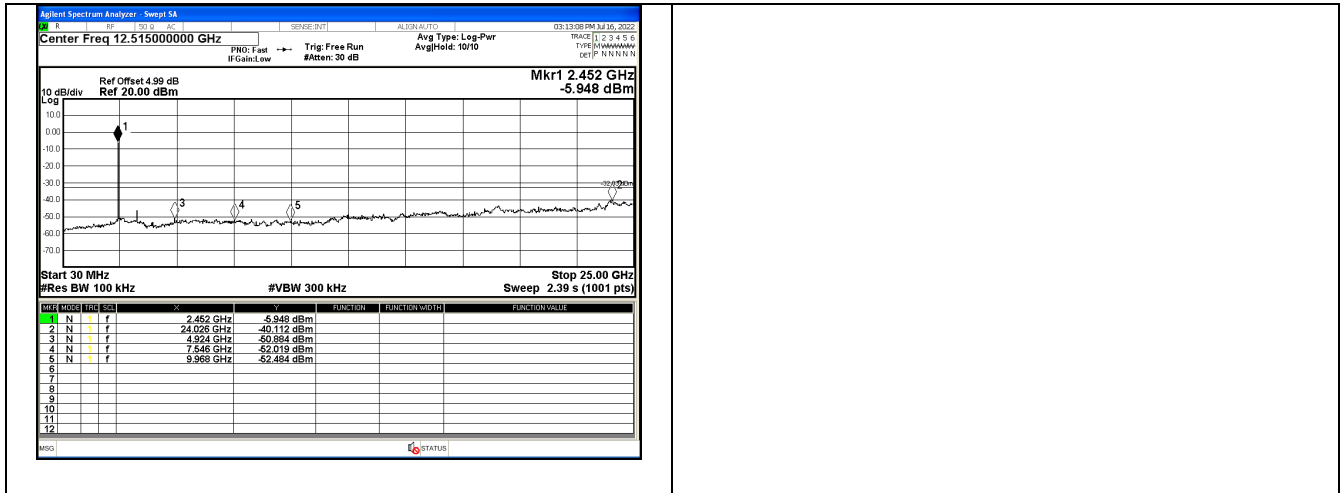 Agilent Spectrum Analyzer - Swept SA
R RF 50 Ω AC SENSE:INT ALIGN AUTO 03:13:08 PM Jul 16, 2022
Center Freq 12.515000000 GHz Avg Type: Log-Pwr TRACE 1 2 3 4 5 6
PNO: Fast Trig: Free Run Avg|Hold: 10/10 TYPE M
IFGain:Low #Atten: 30 dB DET P N N N N N
Mkr1 2.452 GHz
-5.948 dBm
Ref Offset 4.99 dB
10 dB/div Ref 20.00 dBm
Log
10.0
0.00
-10.0
-20.0
-30.0
-40.0
-50.0
-60.0
-70.0
1
2
3
4
5
Start 30 MHz Stop 25.00 GHz
#Res BW 100 kHz #VBW 300 kHz Sweep 2.39 s (1001 pts)
MKR MODE TRC SCL X Y FUNCTION FUNCTION WIDTH FUNCTION VALUE
1 N 1 f 2.452 GHz -5.948 dBm
2 N 1 f 24.026 GHz -40.112 dBm
3 N 1 f 4.924 GHz -50.884 dBm
4 N 1 f 7.546 GHz -52.019 dBm
5 N 1 f 9.968 GHz -52.484 dBm
6
7
8
9
10
11
12
MSG STATUS